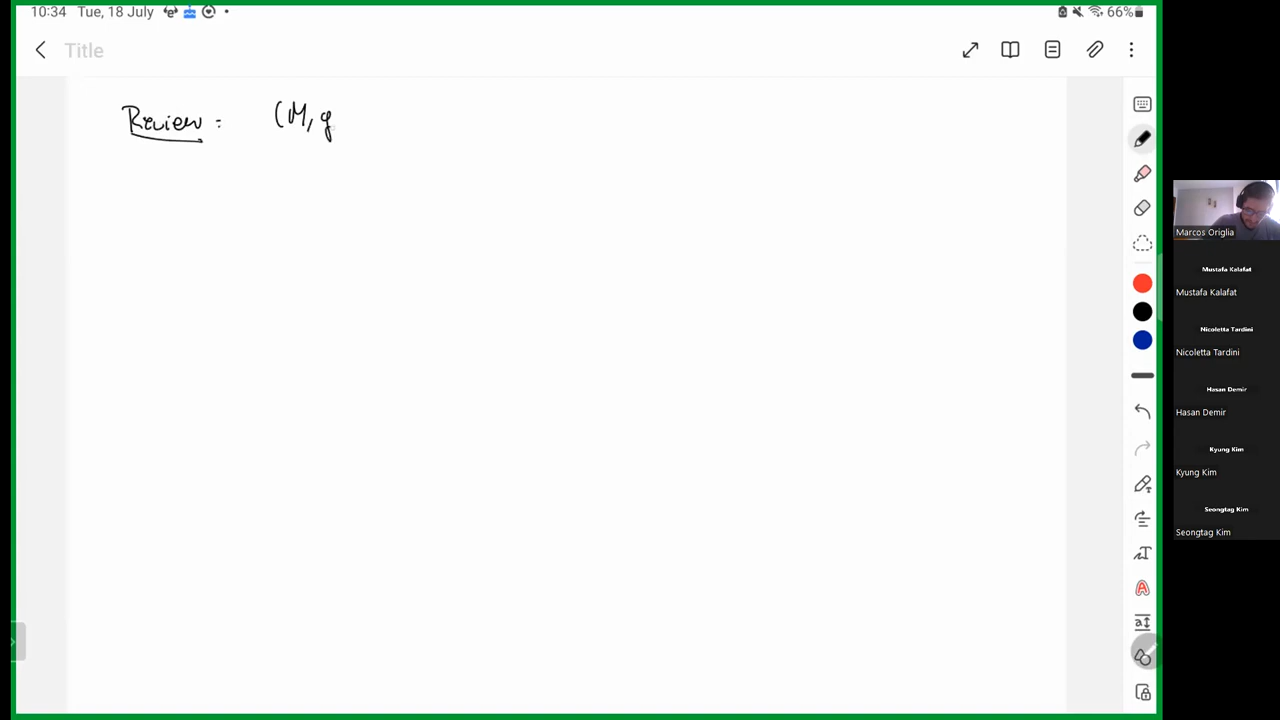 10:34 Tue, 18 July
66%
Title
Review : (M, g
Marcos Origlia
Mustafa Kalafat
Mustafa Kalafat
Nicoletta Tardini
Nicoletta Tardini
Hasan Demir
Hasan Demir
Kyung Kim
Kyung Kim
Seongtag Kim
Seongtag Kim